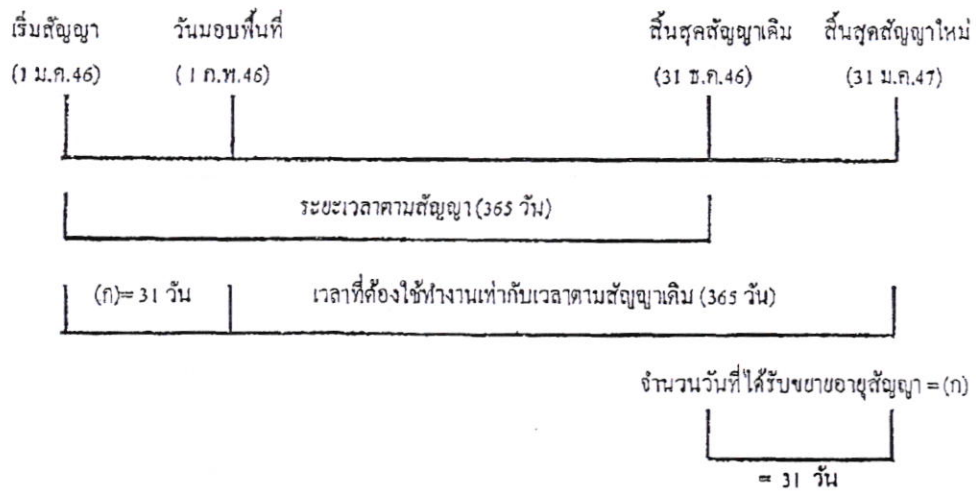 เริ่มสัญญา วันมอบพื้นที่ สิ้นสุดสัญญาเดิม สิ้นสุดสัญญาใหม่
(1 ม.ค.46) (1 ก.พ.46) (31 ธ.ค.46) (31 ม.ค.47)
ระยะเวลาตามสัญญา (365 วัน)
(ก)= 31 วัน เวลาที่ต้องใช้ทำงานเท่ากับเวลาตามสัญญาเดิม (365 วัน)
จำนวนวันที่ได้รับขยายอายุสัญญา = (ก)
= 31 วัน